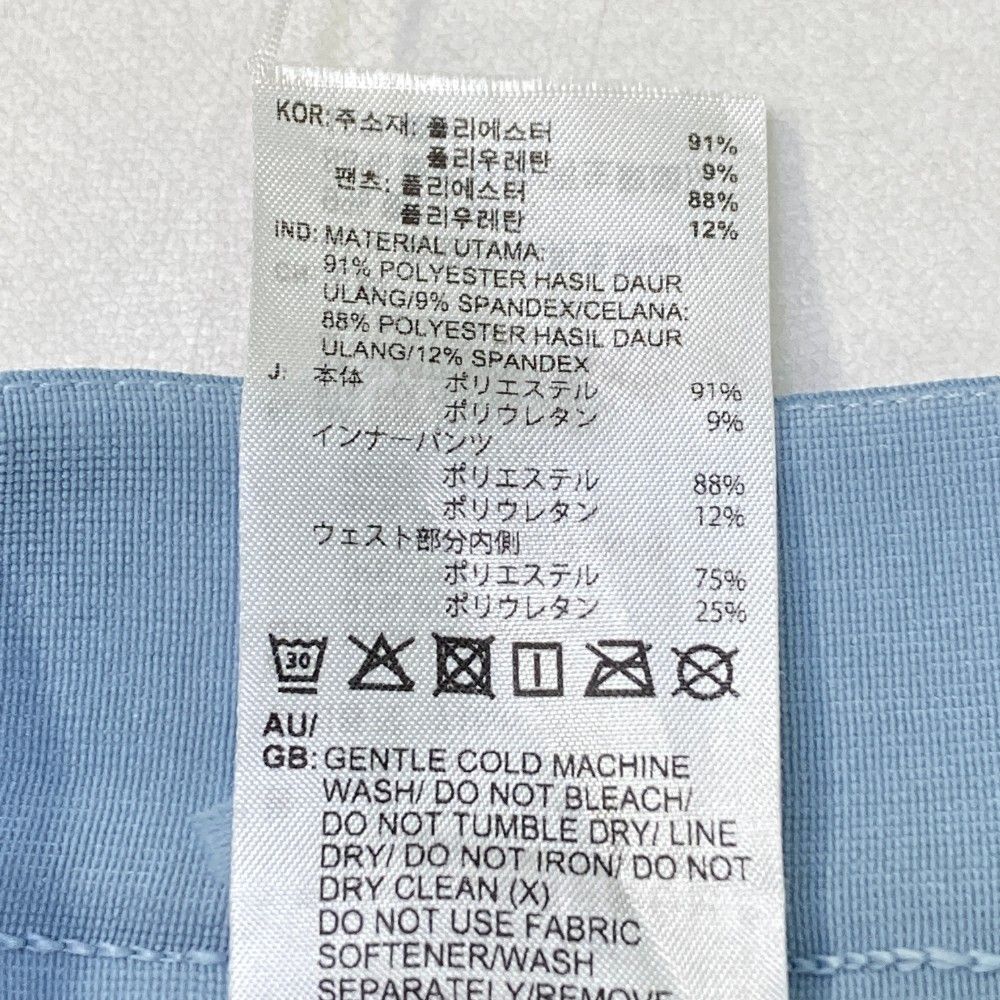 KOR: 주소재: 폴리에스터 91%
폴리우레탄 9%
팬츠: 폴리에스터 88%
폴리우레탄 12%
IND: MATERIAL UTAMA:
91% POLYESTER HASIL DAUR
ULANG/9% SPANDEX/CELANA:
88% POLYESTER HASIL DAUR
ULANG/12% SPANDEX
J: 本体 ポリエステル 91%
ポリウレタン 9%
インナーパンツ
ポリエステル 88%
ポリウレタン 12%
ウェスト部分内側
ポリエステル 75%
ポリウレタン 25%
30
AU/
GB: GENTLE COLD MACHINE
WASH/ DO NOT BLEACH/
DO NOT TUMBLE DRY/ LINE
DRY/ DO NOT IRON/ DO NOT
DRY CLEAN (X)
DO NOT USE FABRIC
SOFTENER/WASH
SEPARATELY/REMOVE